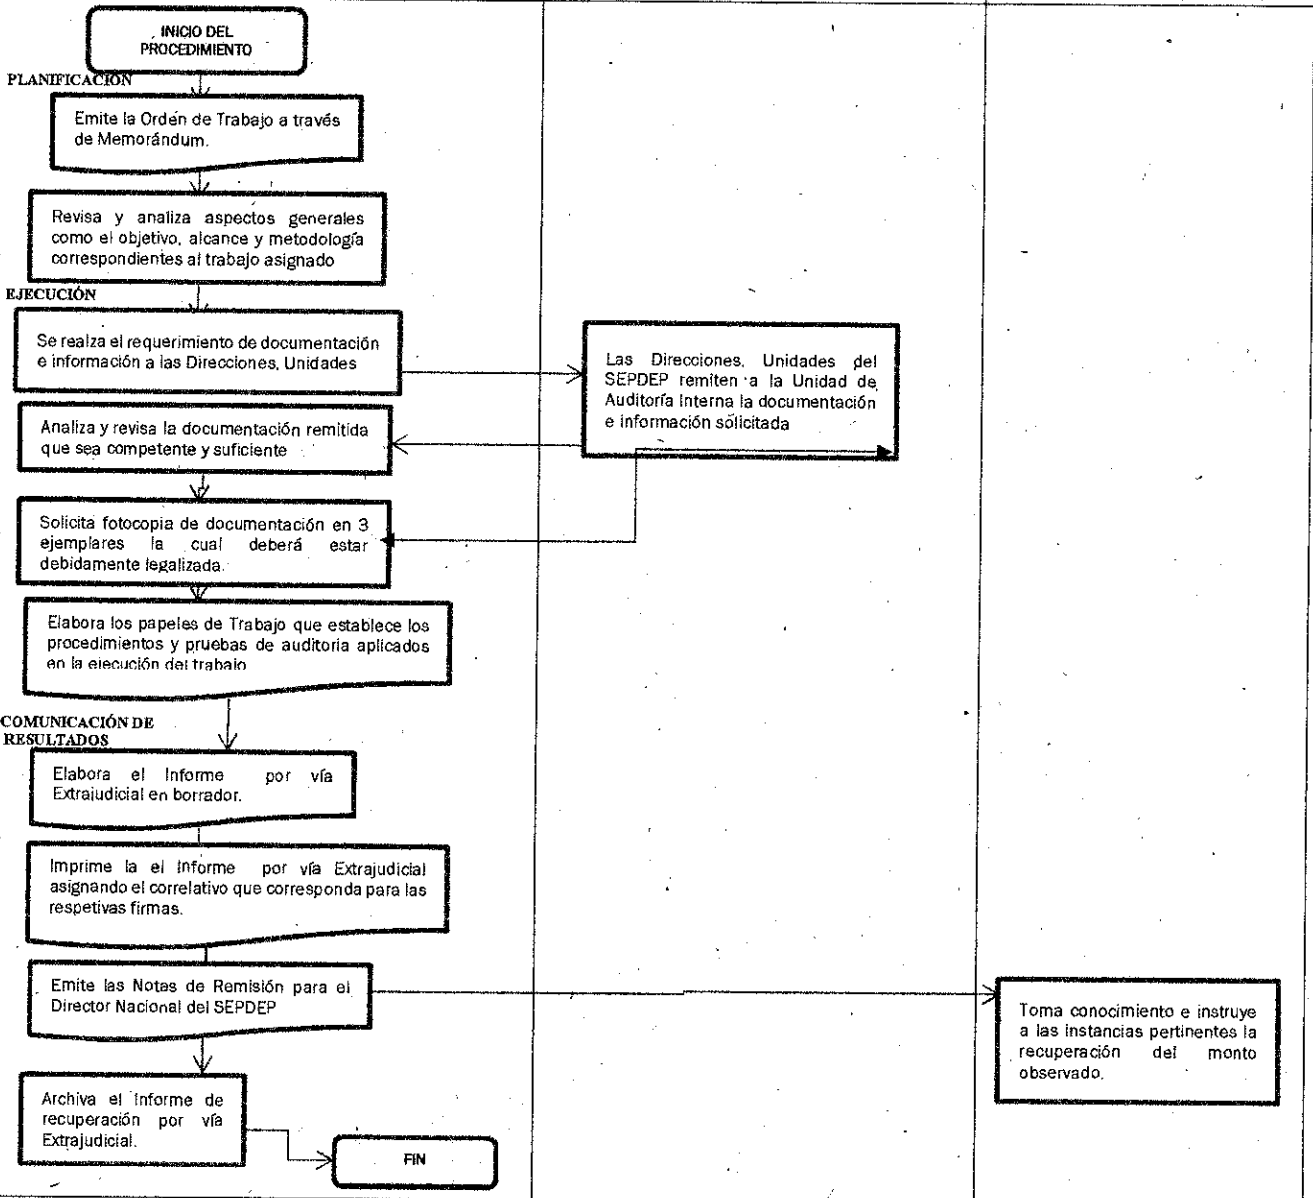 INICIO DEL
PROCEDIMIENTO
PLANIFICACIÓN
Emite la Orden de Trabajo a través
de Memorándum.
Revisa y analiza aspectos generales
como el objetivo, alcance y metodología
correspondientes al trabajo asignado
EJECUCIÓN
Se realza el requerimiento de documentación
e información a las Direcciones, Unidades
Las Direcciones, Unidades del
SEPDEP remiten a la Unidad de
Auditoría Interna la documentación
e información solicitada
Analiza y revisa la documentación remitida
que sea competente y suficiente
Solicita fotocopia de documentación en 3
ejemplares la cual deberá estar
debidamente legalizada.
Elabora los papeles de Trabajo que establece los
procedimientos y pruebas de auditoria aplicados
en la ejecución del trabajo
COMUNICACIÓN DE
RESULTADOS
Elabora el Informe por vía
Extrajudicial en borrador.
Imprime la el Informe por vía Extrajudicial
asignando el correlativo que corresponda para las
respetivas firmas.
Emite las Notas de Remisión para el
Director Nacional del SEPDEP
Toma conocimiento e instruye
a las instancias pertinentes la
recuperación del monto
observado.
Archiva el Informe de
recuperación por vía
Extrajudicial.
FIN